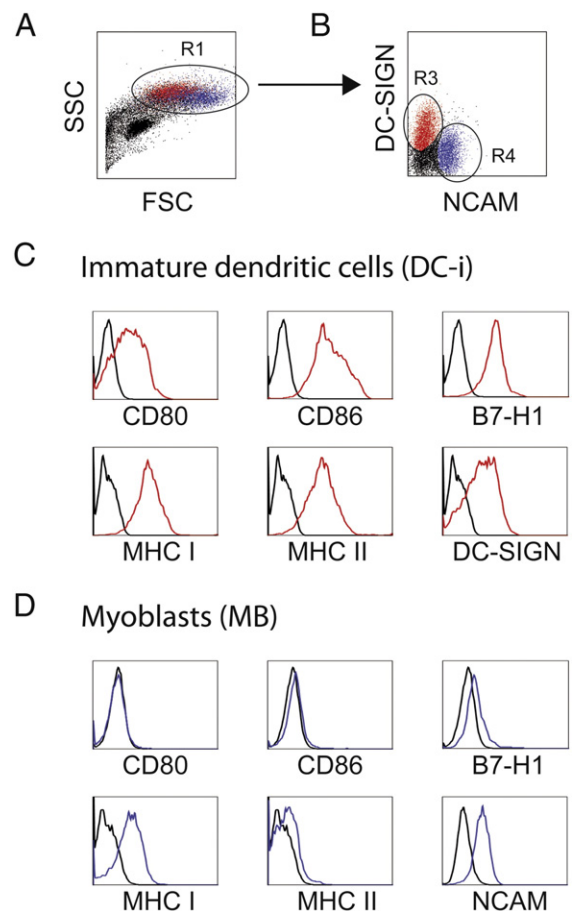 A
B
R1
SSC
FSC
DC-SIGN
R3
R4
NCAM
C
Immature dendritic cells (DC-i)
CD80 CD86 B7-H1
MHC I MHC II DC-SIGN
D
Myoblasts (MB)
CD80 CD86 B7-H1
MHC I MHC II NCAM